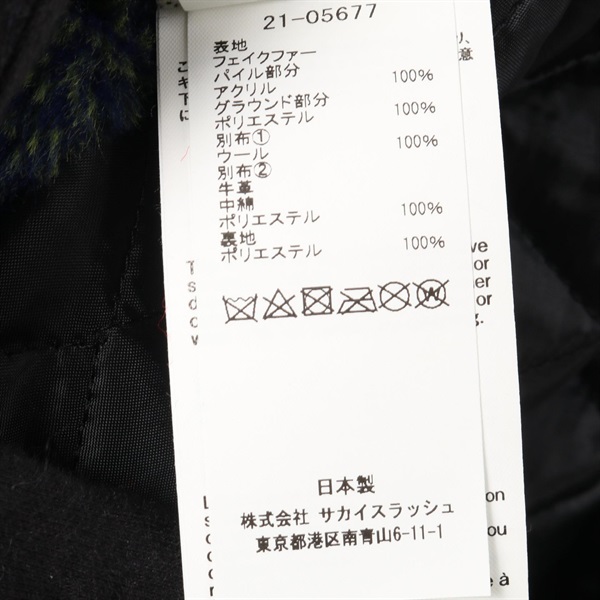 21-05677
表地
フェイクファー
パイル部分
アクリル 100%
グラウンド部分
ポリエステル 100%
別布①
ウール 100%
別布②
牛革
中綿
ポリエステル 100%
裏地
ポリエステル 100%
W
日本製
株式会社 サカイスラッシュ
東京都港区南青山6-11-1